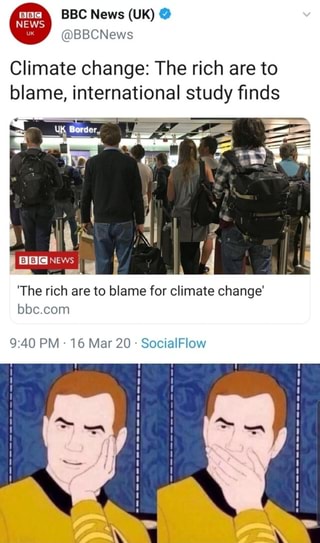 BBC
NEWS
UK
BBC News (UK)
@BBCNews
Climate change: The rich are to
blame, international study finds
UK Border
BBC NEWS
'The rich are to blame for climate change'
bbc.com
9:40 PM · 16 Mar 20 · SocialFlow